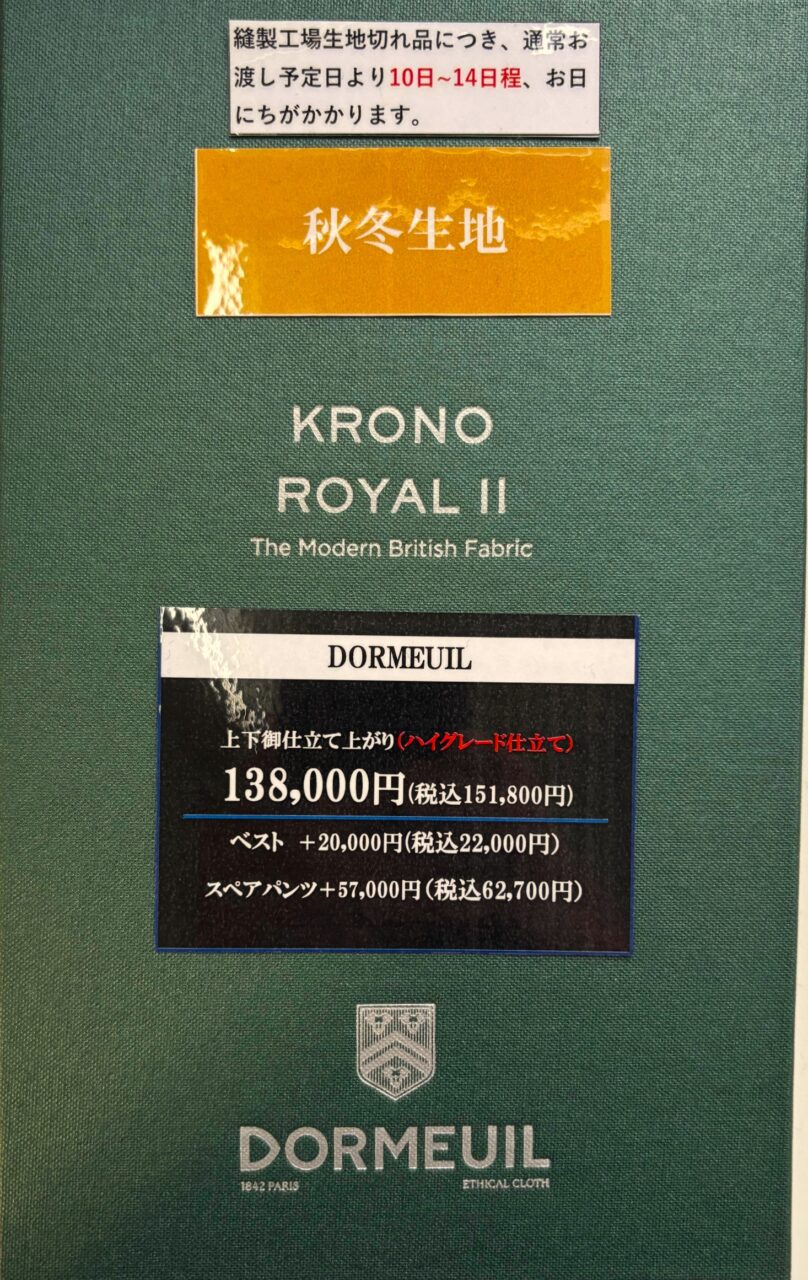 縫製工場生地切れ品につき、通常お
渡し予定日より10日~14日程、お日
にちがかかります。
秋冬生地
KRONO
ROYAL II
The Modern British Fabric
DORMEUIL
上下御仕立て上がり(ハイグレード仕立て)
138,000円(税込151,800円)
ベスト +20,000円(税込22,000円)
スペアパンツ+57,000円(税込62,700円)
DORMEUIL
1842 PARIS ETHICAL CLOTH